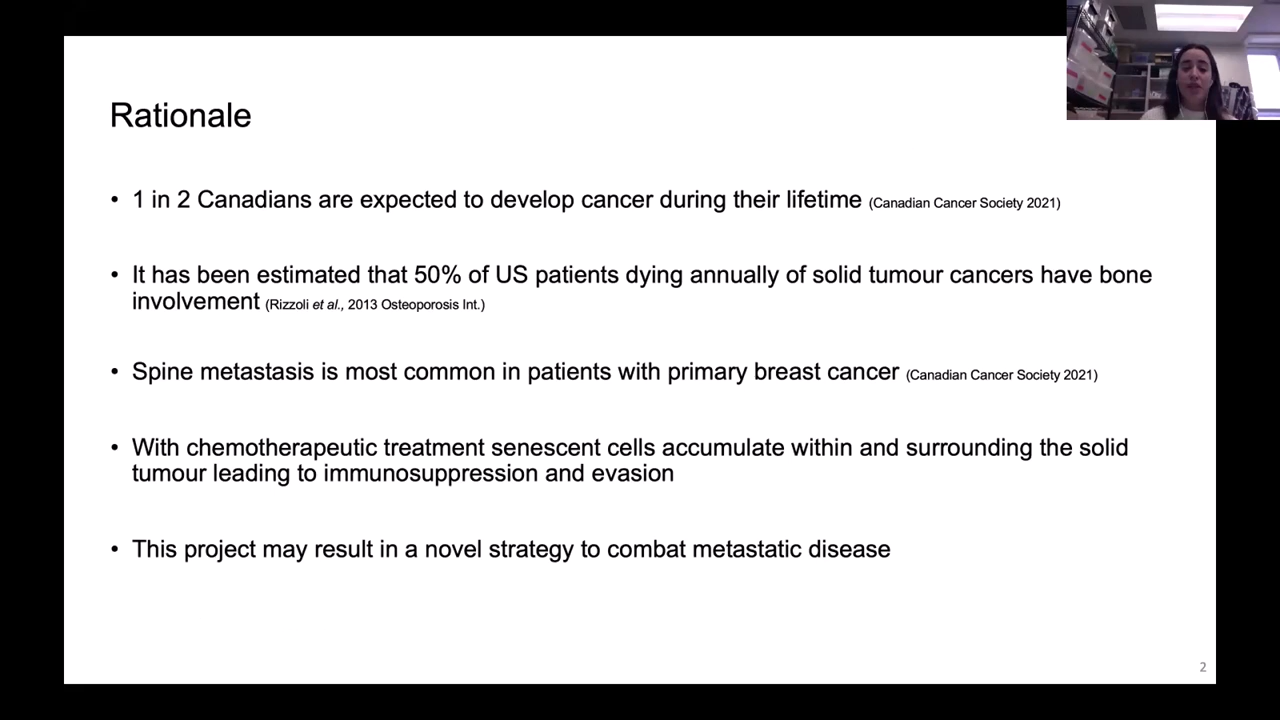 Rationale
• 1 in 2 Canadians are expected to develop cancer during their lifetime (Canadian Cancer Society 2021)
• It has been estimated that 50% of US patients dying annually of solid tumour cancers have bone
involvement (Rizzoli et al., 2013 Osteoporosis Int.)
• Spine metastasis is most common in patients with primary breast cancer (Canadian Cancer Society 2021)
• With chemotherapeutic treatment senescent cells accumulate within and surrounding the solid
tumour leading to immunosuppression and evasion
• This project may result in a novel strategy to combat metastatic disease
2